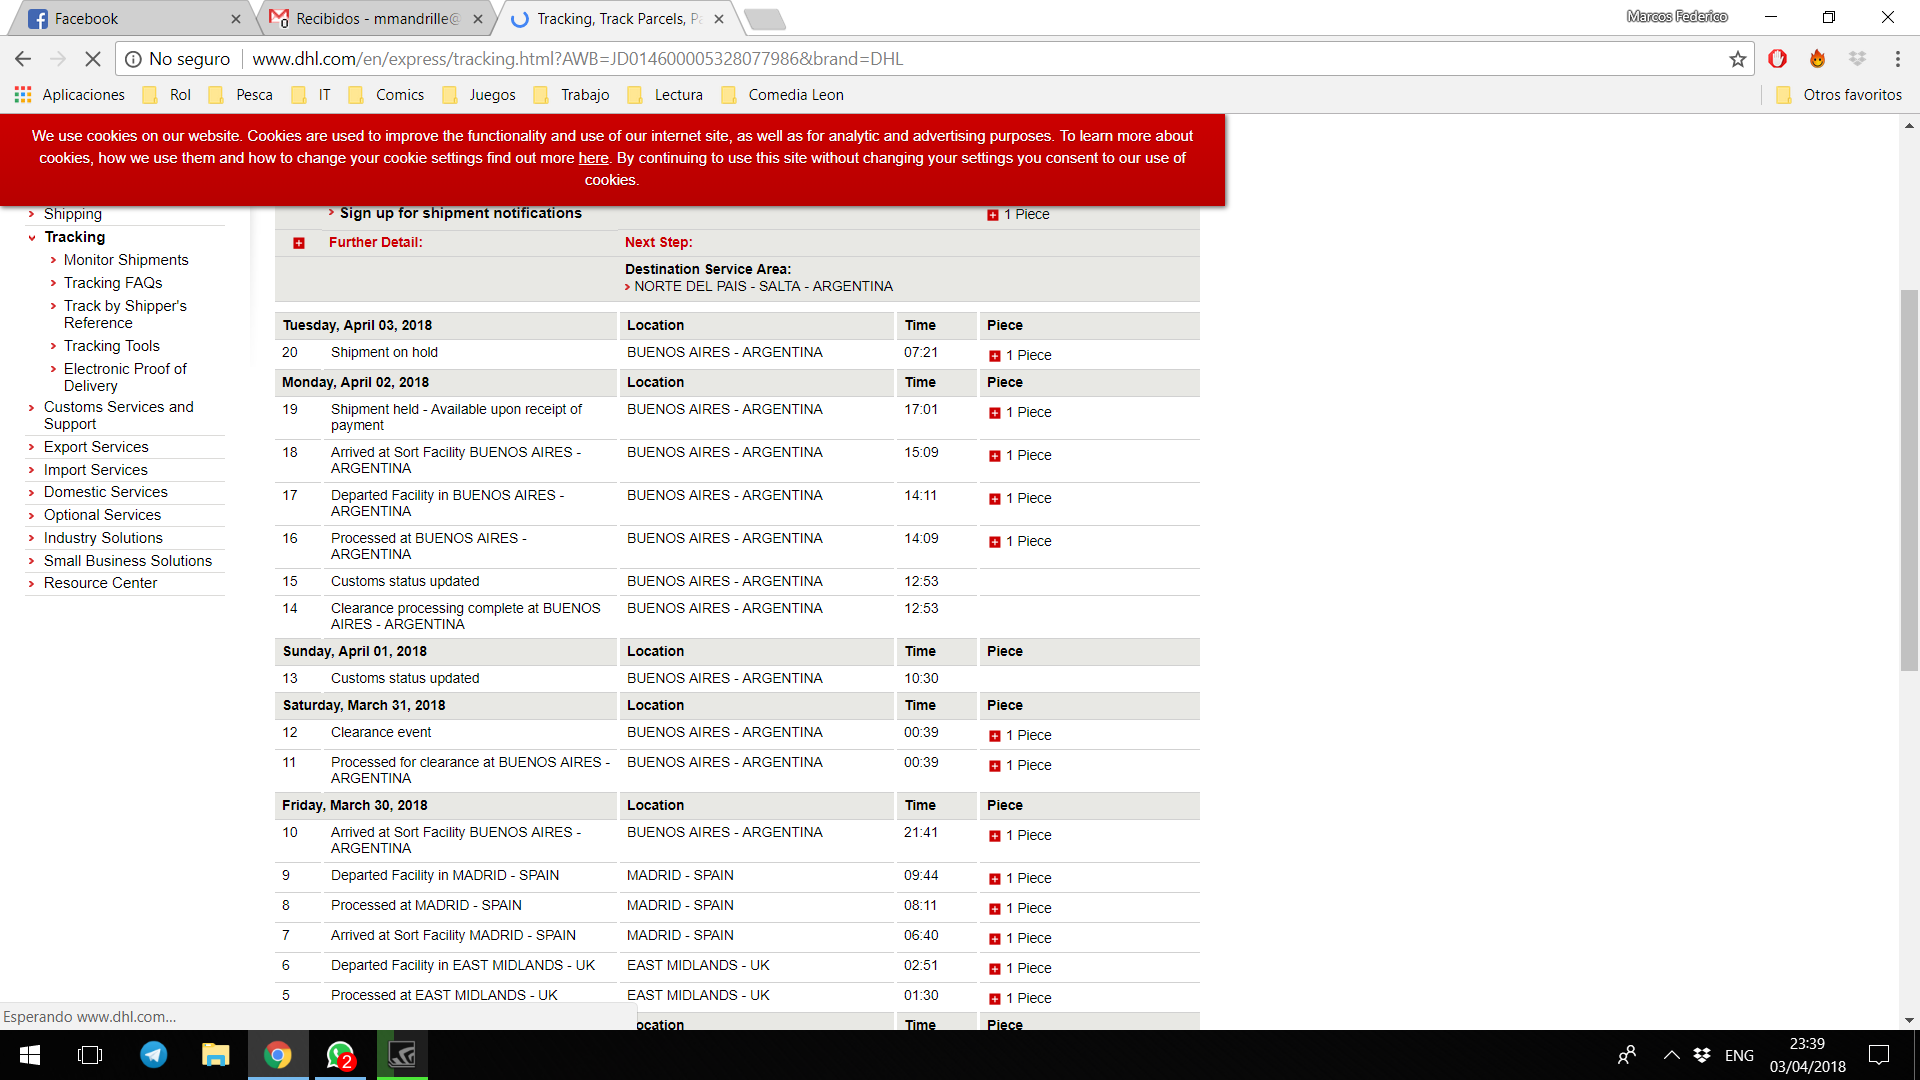 Facebook
Recibidos - mmandrille@
Tracking, Track Parcels, Pa
Marcos Federico
No seguro
www.dhl.com/en/express/tracking.html?AWB=JD014600005328077986&brand=DHL
Aplicaciones
Rol
Pesca
IT
Comics
Juegos
Trabajo
Lectura
Comedia Leon
Otros favoritos
We use cookies on our website. Cookies are used to improve the functionality and use of our internet site, as well as for analytic and advertising purposes. To learn more about
cookies, how we use them and how to change your cookie settings find out more here. By continuing to use this site without changing your settings you consent to our use of
cookies.
Shipping
Tracking
Monitor Shipments
Tracking FAQs
Track by Shipper's
Reference
Tracking Tools
Electronic Proof of
Delivery
Customs Services and
Support
Export Services
Import Services
Domestic Services
Optional Services
Industry Solutions
Small Business Solutions
Resource Center
Sign up for shipment notifications 1 Piece
Further Detail: Next Step:
Destination Service Area:
NORTE DEL PAIS - SALTA - ARGENTINA
Tuesday, April 03, 2018 Location Time Piece
20 Shipment on hold BUENOS AIRES - ARGENTINA 07:21 1 Piece
Monday, April 02, 2018 Location Time Piece
19 Shipment held - Available upon receipt of BUENOS AIRES - ARGENTINA 17:01 1 Piece
payment
18 Arrived at Sort Facility BUENOS AIRES - BUENOS AIRES - ARGENTINA 15:09 1 Piece
ARGENTINA
17 Departed Facility in BUENOS AIRES - BUENOS AIRES - ARGENTINA 14:11 1 Piece
ARGENTINA
16 Processed at BUENOS AIRES - BUENOS AIRES - ARGENTINA 14:09 1 Piece
ARGENTINA
15 Customs status updated BUENOS AIRES - ARGENTINA 12:53
14 Clearance processing complete at BUENOS BUENOS AIRES - ARGENTINA 12:53
AIRES - ARGENTINA
Sunday, April 01, 2018 Location Time Piece
13 Customs status updated BUENOS AIRES - ARGENTINA 10:30
Saturday, March 31, 2018 Location Time Piece
12 Clearance event BUENOS AIRES - ARGENTINA 00:39 1 Piece
11 Processed for clearance at BUENOS AIRES - BUENOS AIRES - ARGENTINA 00:39 1 Piece
ARGENTINA
Friday, March 30, 2018 Location Time Piece
10 Arrived at Sort Facility BUENOS AIRES - BUENOS AIRES - ARGENTINA 21:41 1 Piece
ARGENTINA
9 Departed Facility in MADRID - SPAIN MADRID - SPAIN 09:44 1 Piece
8 Processed at MADRID - SPAIN MADRID - SPAIN 08:11 1 Piece
7 Arrived at Sort Facility MADRID - SPAIN MADRID - SPAIN 06:40 1 Piece
6 Departed Facility in EAST MIDLANDS - UK EAST MIDLANDS - UK 02:51 1 Piece
5 Processed at EAST MIDLANDS - UK EAST MIDLANDS - UK 01:30 1 Piece
ocation Time Piece
Esperando www.dhl.com...
0
2
ENG
23:39
03/04/2018